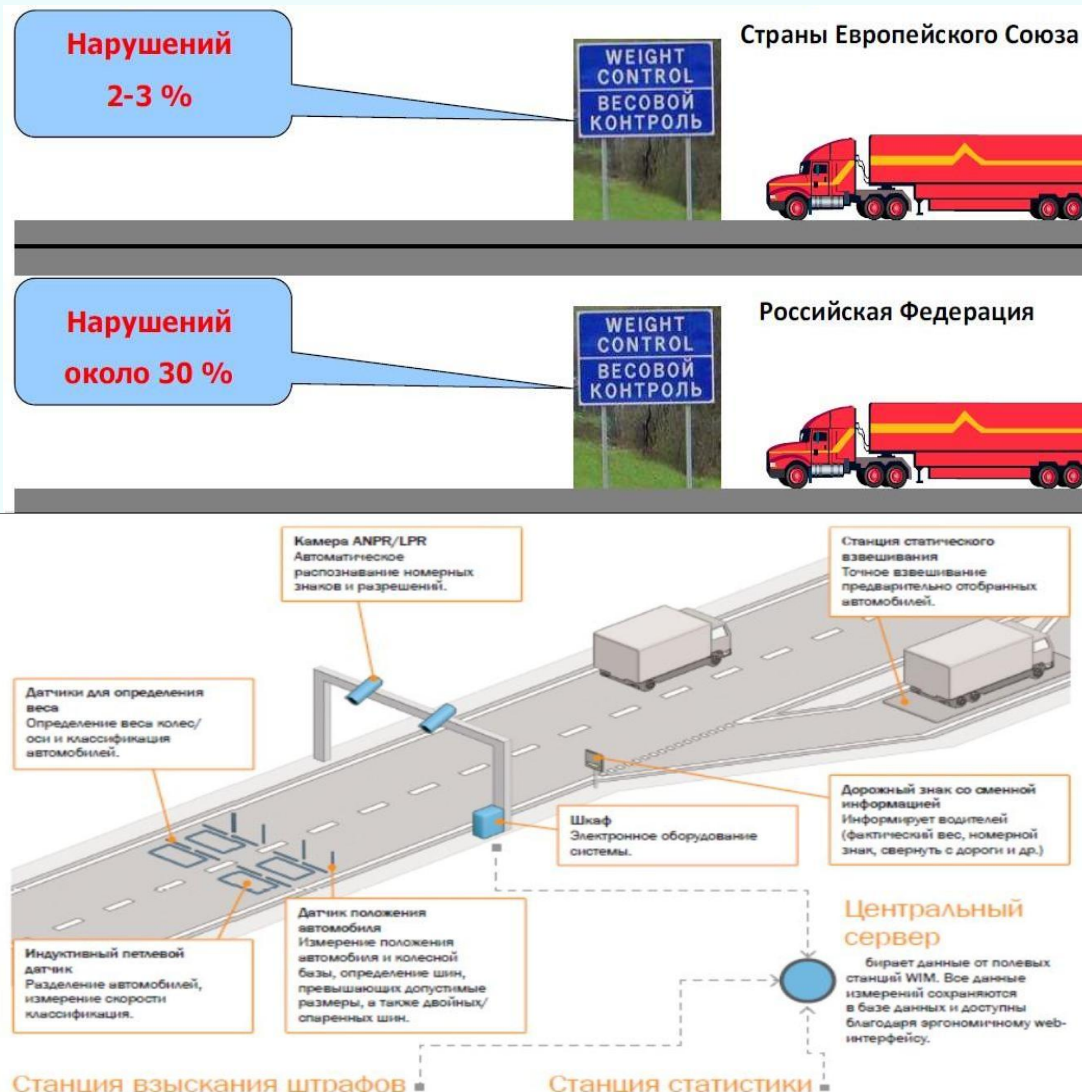 Нарушений
2-3 %
WEIGHT
CONTROL
ВЕСОВОЙ
КОНТРОЛЬ
Страны Европейского Союза
Нарушений
около 30 %
WEIGHT
CONTROL
ВЕСОВОЙ
КОНТРОЛЬ
Российская Федерация
Камера ANPR/LPR
Автоматическое
распознавание номерных
знаков и разрешений.
Станция статического
взвешивания
Точное взвешивание
предварительно отобранных
автомобилей.
Датчики для определения
веса
Определение веса колес/
оси и классификация
автомобилей.
Шкаф
Электронное оборудование
системы.
Дорожный знак со сменной
информацией
Информирует водителей
(фактический вес, номерной
знак, свернуть с дороги и др.)
Индуктивный петлевой
датчик
Разделение автомобилей,
измерение скорости
классификация.
Датчик положения
автомобиля
Измерение положения
автомобиля и колесной
базы, определение шин,
превышающих допустимые
размеры, а также двойных/
спаренных шин.
Центральный
сервер
бирает данные от полевых
станций WIM. Все данные
измерений сохраняются
в базе данных и доступны
благодаря эргономичному web-
интерфейсу.
Станция взыскания штрафов
Станция статистики